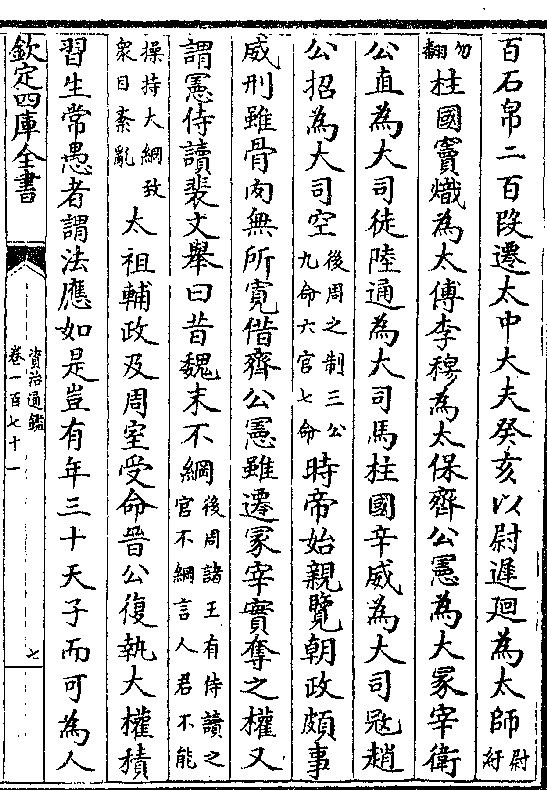 百石帛二百段遷太中大夫癸亥以尉遲廻為太師尉紆
勿翻柱國竇熾為太傅李穆為太保齊公憲為大冡宰衛
公直為大司徒陸通為大司馬柱國辛威為大司冦趙
公招為大司空後周之制三公九命六官七命時帝始親覽朝政頗事
威刑雖骨肉無所寛借齊公憲雖遷冡宰實奪之權又
謂憲侍讀裴文舉曰昔魏末不綱後周諸王有侍讀之官不綱言人君不能
操持大綱致衆目紊亂太祖輔政及周室受命晉公復執大權積
習生常愚者謂法應如是豈有年三十天子而可為人
欽定四庫全書
資治通鑑
卷一百七十一
七